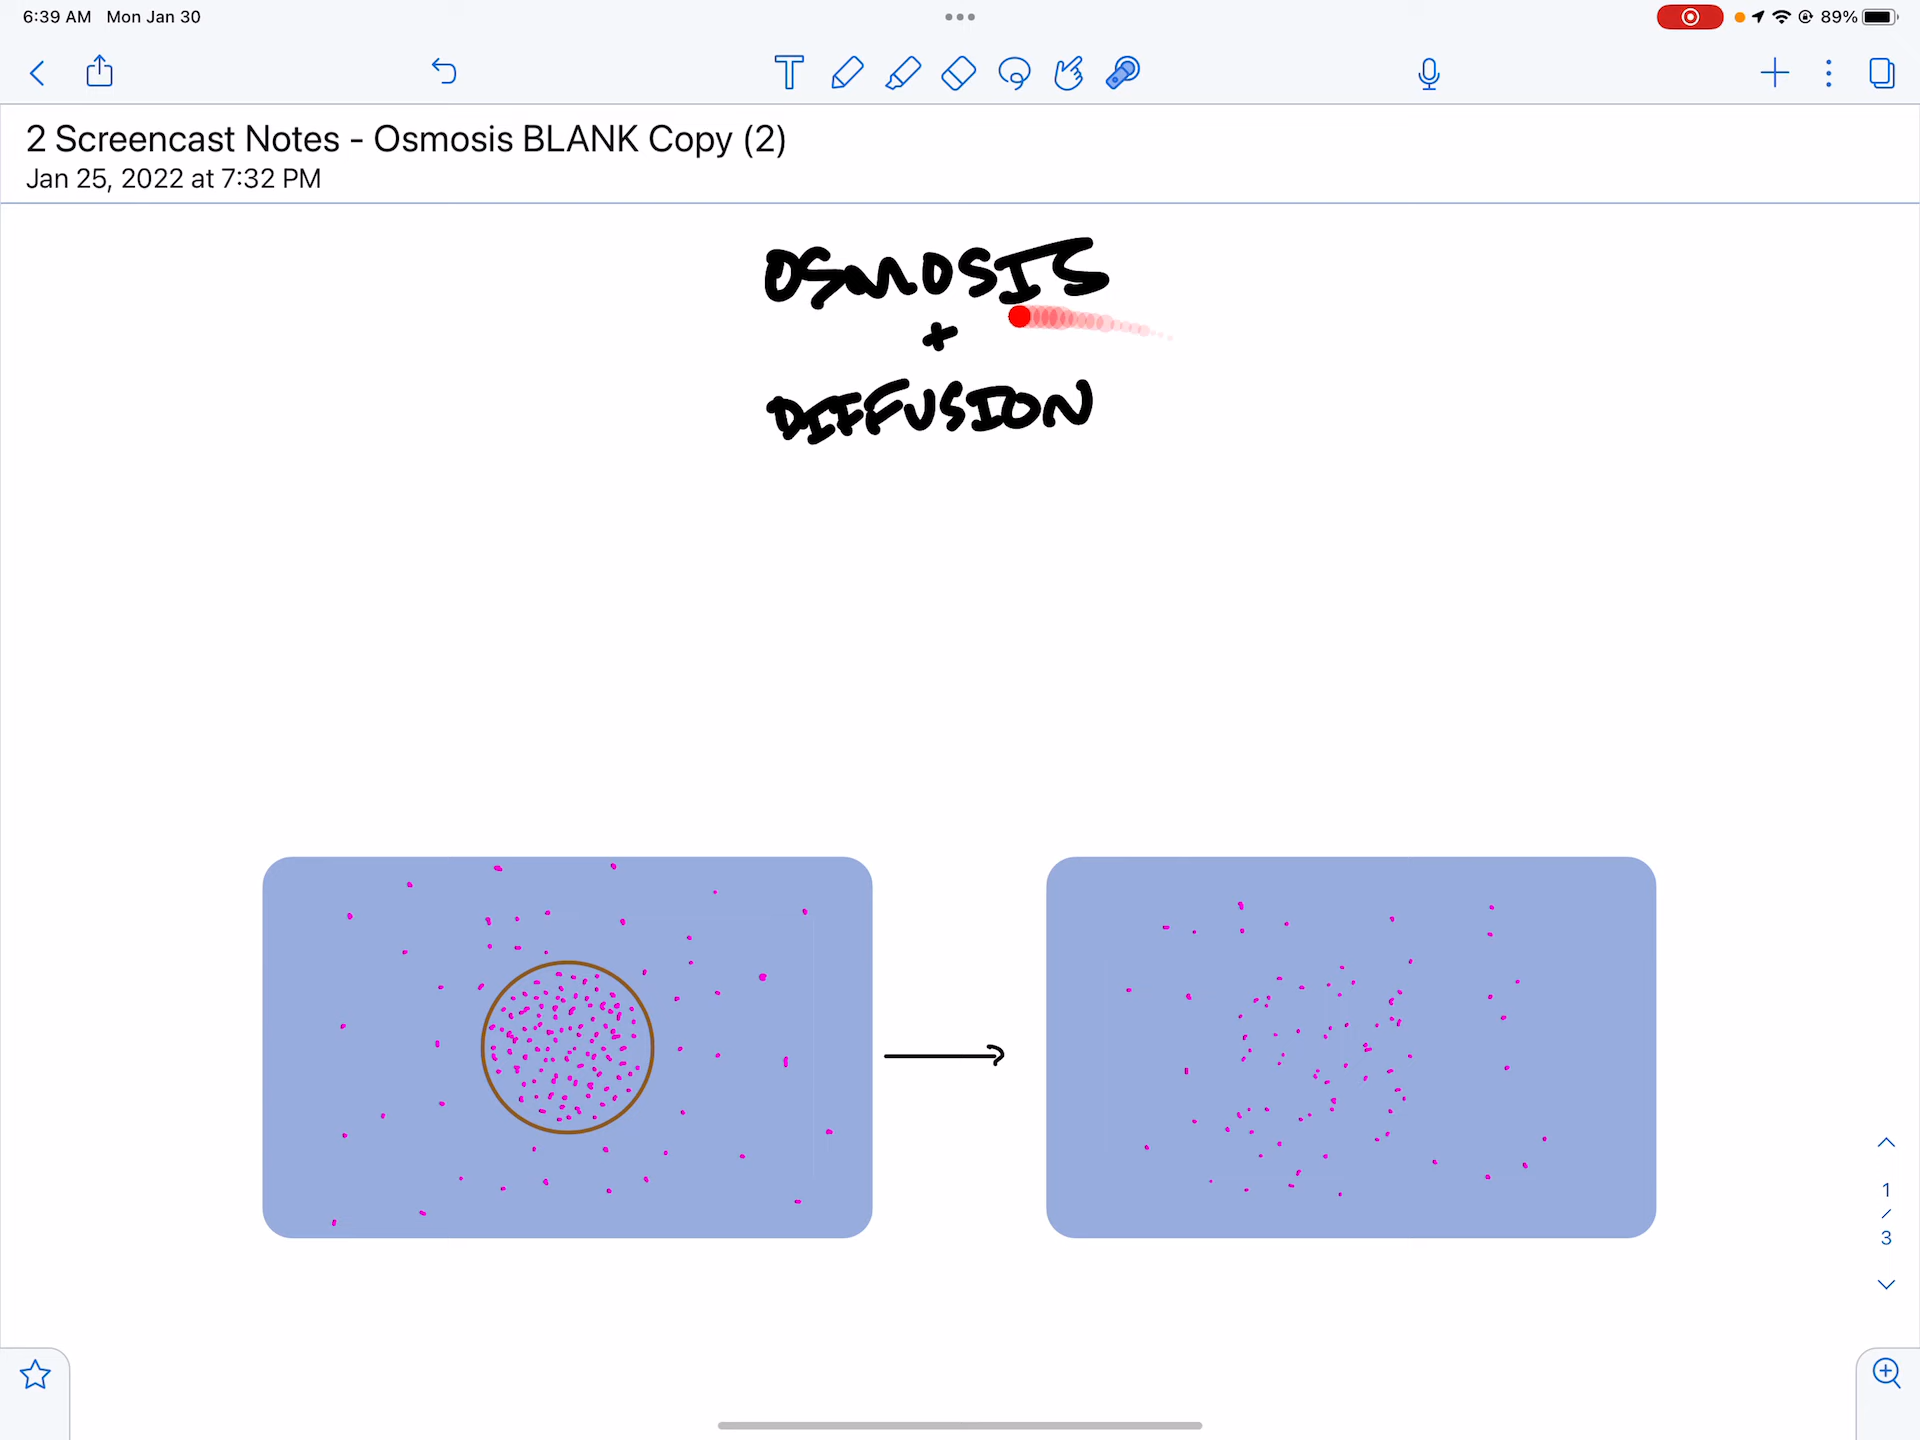 6:39 AM Mon Jan 30
89%
T
2 Screencast Notes - Osmosis BLANK Copy (2)
Jan 25, 2022 at 7:32 PM
OSMOSIS
+
DIFFUSION
1
/
3